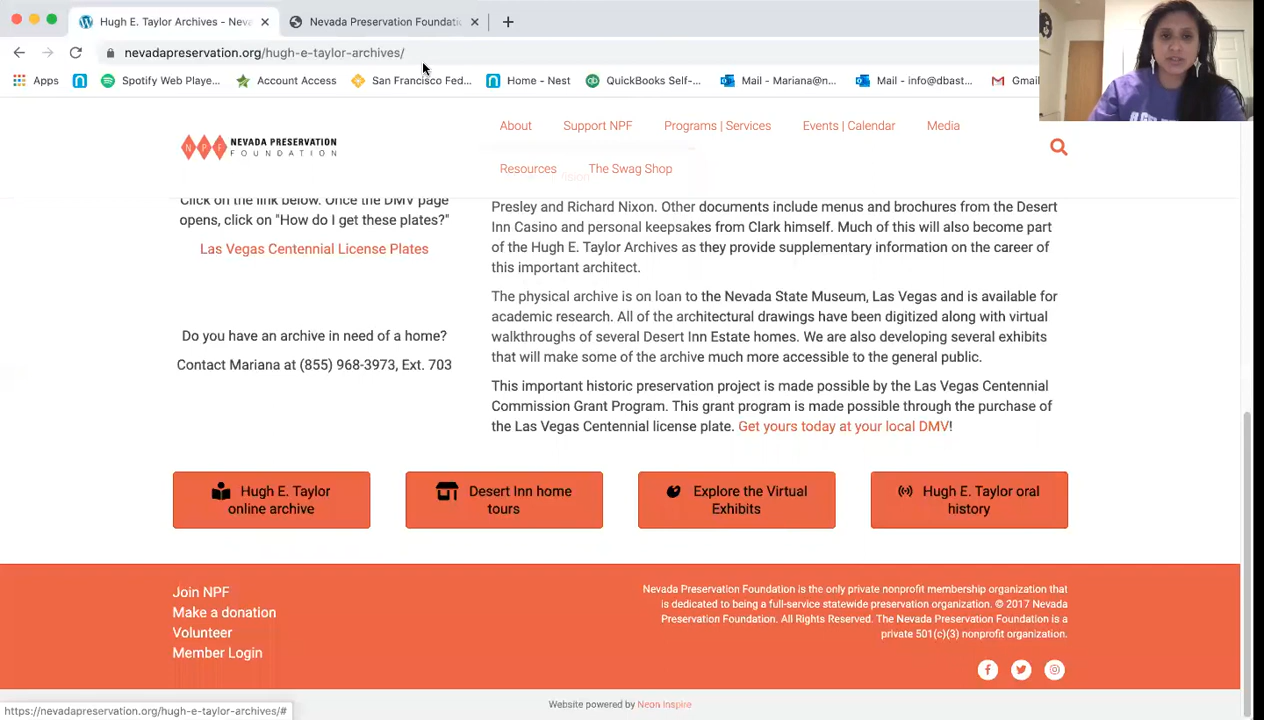 Hugh E. Taylor Archives - Neva
Nevada Preservation Foundati
nevadapreservation.org/hugh-e-taylor-archives/
Apps
Spotify Web Playe...
Account Access
San Francisco Fed...
Home - Nest
QuickBooks Self-...
Mail - Mariana@n...
Mail - info@dbast...
Gmail
NPF
NEVADA PRESERVATION
FOUNDATION
About
Support NPF
Programs | Services
Events | Calendar
Media
Resources
The Swag Shop
Click on the link below. Once the DMV page
opens, click on "How do I get these plates?"
Las Vegas Centennial License Plates
Do you have an archive in need of a home?
Contact Mariana at (855) 968-3973, Ext. 703
Presley and Richard Nixon. Other documents include menus and brochures from the Desert
Inn Casino and personal keepsakes from Clark himself. Much of this will also become part
of the Hugh E. Taylor Archives as they provide supplementary information on the career of
this important architect.
The physical archive is on loan to the Nevada State Museum, Las Vegas and is available for
academic research. All of the architectural drawings have been digitized along with virtual
walkthroughs of several Desert Inn Estate homes. We are also developing several exhibits
that will make some of the archive much more accessible to the general public.
This important historic preservation project is made possible by the Las Vegas Centennial
Commission Grant Program. This grant program is made possible through the purchase of
the Las Vegas Centennial license plate. Get yours today at your local DMV!
Hugh E. Taylor
online archive
Desert Inn home
tours
Explore the Virtual
Exhibits
Hugh E. Taylor oral
history
Join NPF
Make a donation
Volunteer
Member Login
Nevada Preservation Foundation is the only private nonprofit membership organization that
is dedicated to being a full-service statewide preservation organization. © 2017 Nevada
Preservation Foundation. All Rights Reserved. The Nevada Preservation Foundation is a
private 501(c)(3) nonprofit organization.
Website powered by Neon Inspire
https://nevadapreservation.org/hugh-e-taylor-archives/#